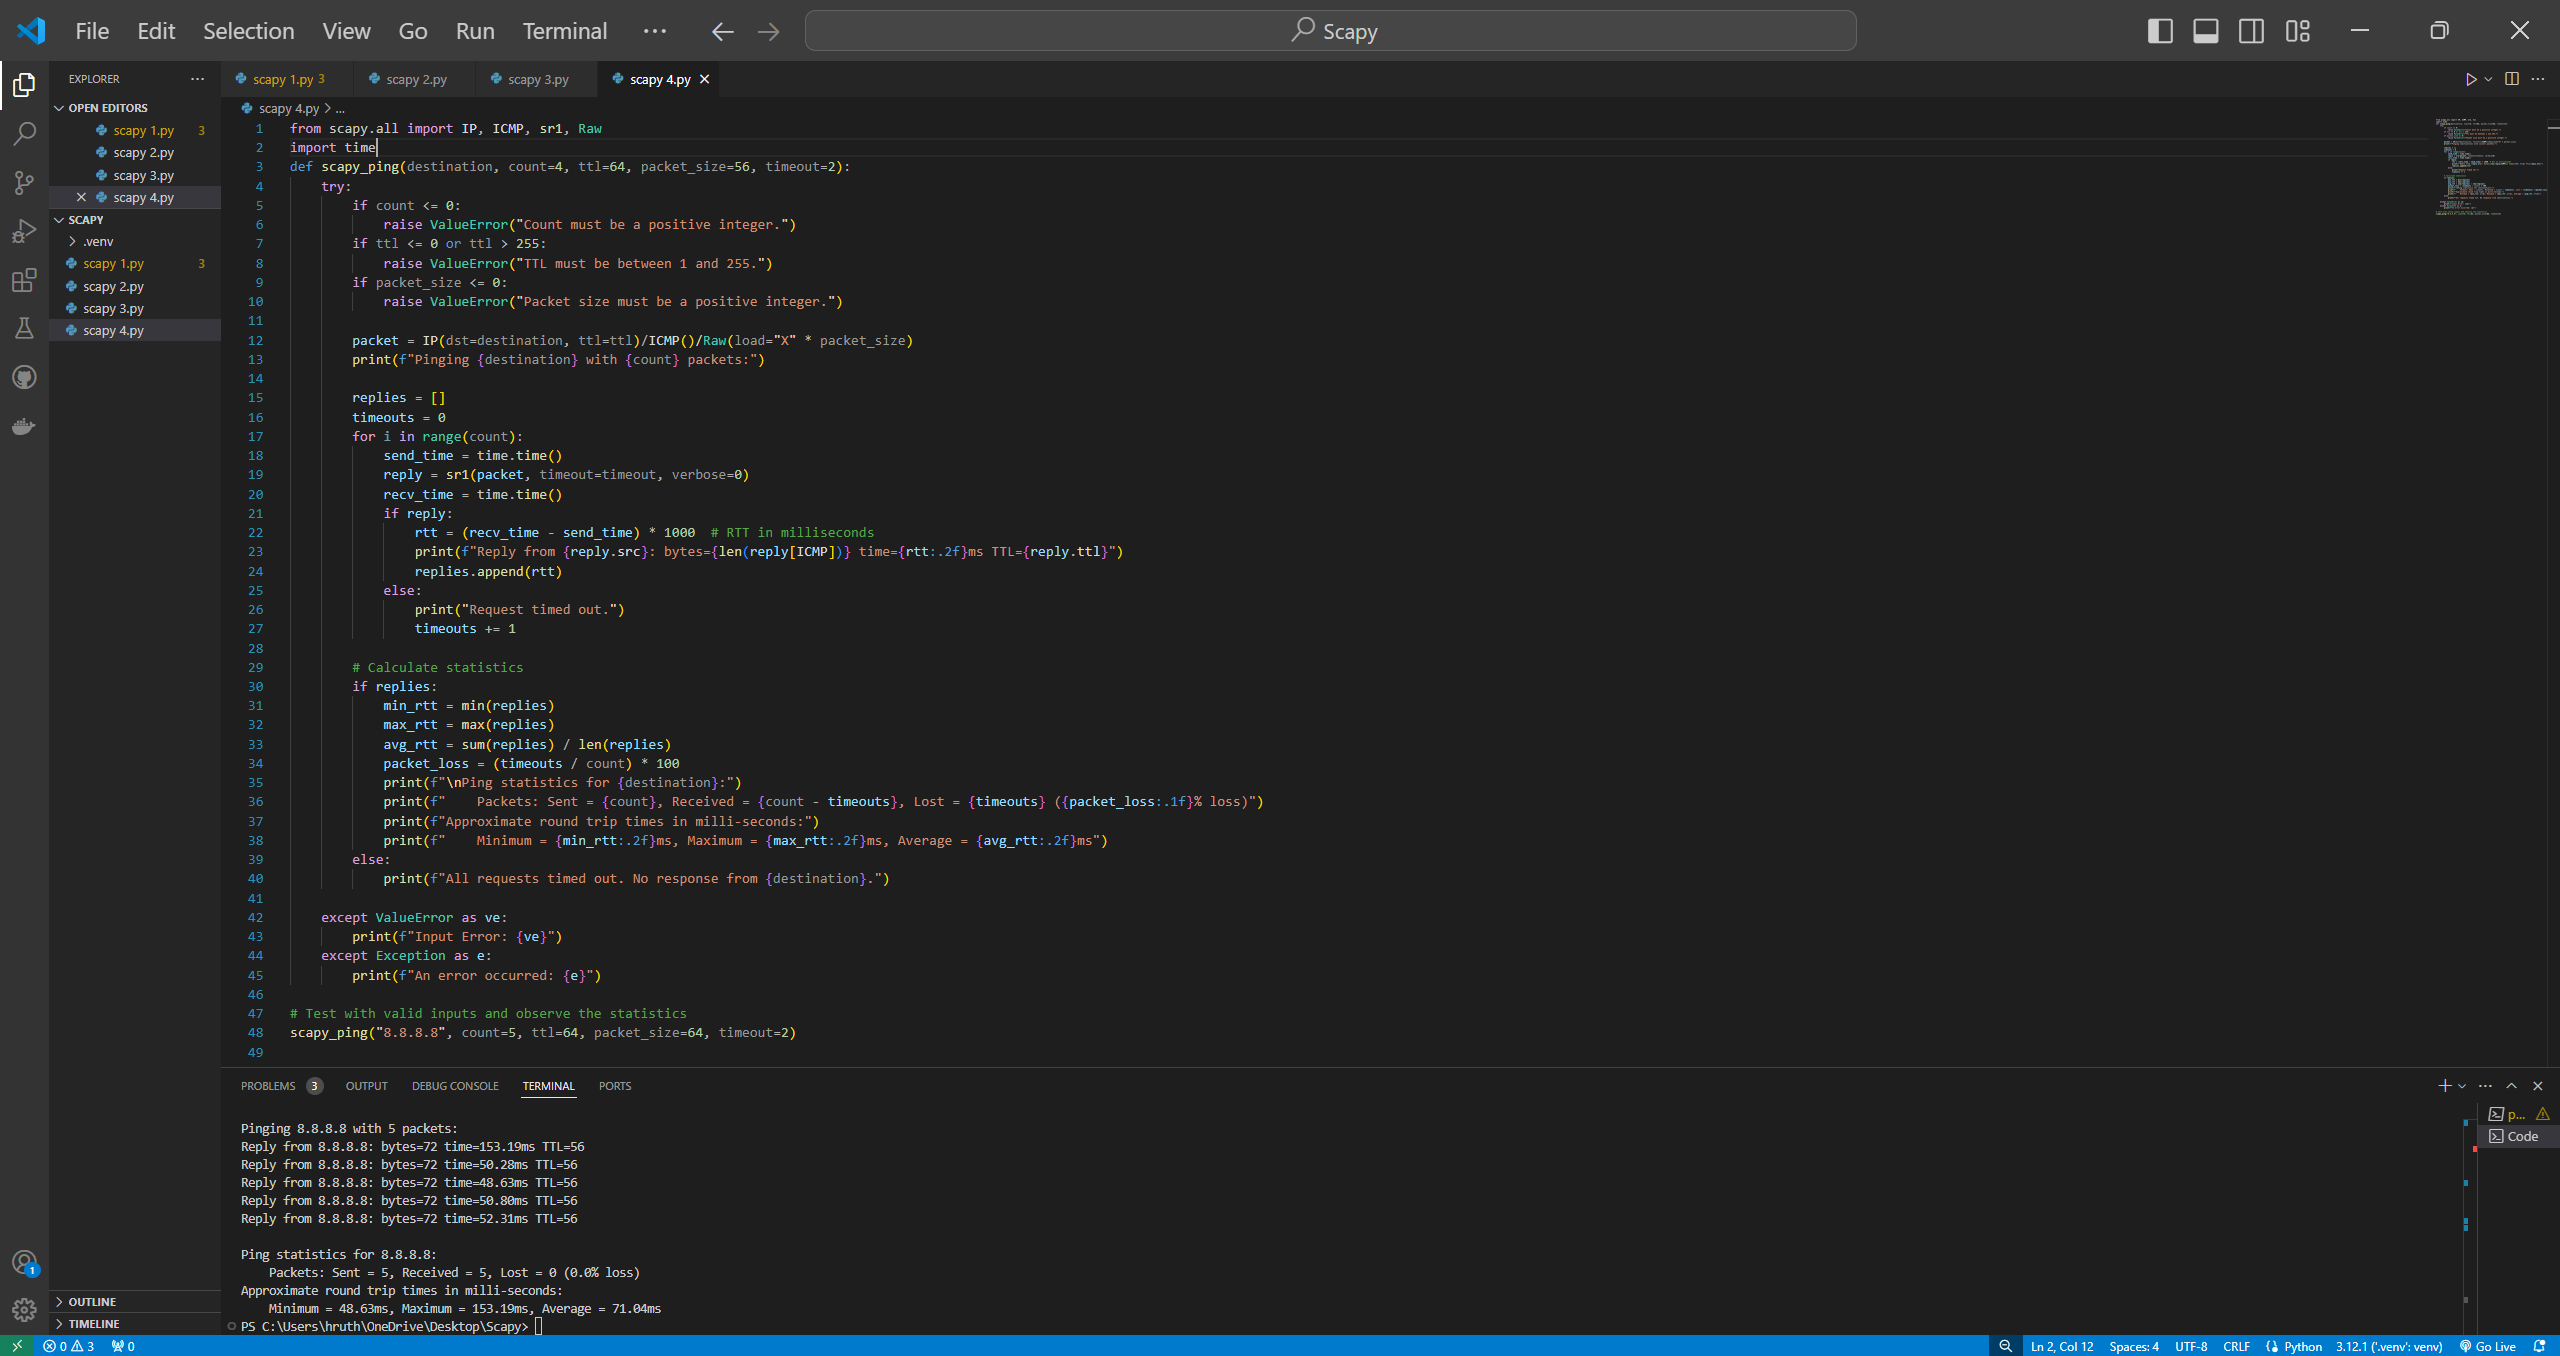 File Edit Selection View Go Run Terminal ··· Scapy
EXPLORER ···
OPEN EDITORS
scapy 1.py 3
scapy 2.py
scapy 3.py
scapy 4.py
SCAPY
.venv
scapy 1.py 3
scapy 2.py
scapy 3.py
scapy 4.py
OUTLINE
TIMELINE
scapy 1.py 3 scapy 2.py scapy 3.py scapy 4.py
scapy 4.py > ...
1 from scapy.all import IP, ICMP, sr1, Raw
2 import time
3 def scapy_ping(destination, count=4, ttl=64, packet_size=56, timeout=2):
4     try:
5         if count <= 0:
6             raise ValueError("Count must be a positive integer.")
7         if ttl <= 0 or ttl > 255:
8             raise ValueError("TTL must be between 1 and 255.")
9         if packet_size <= 0:
10             raise ValueError("Packet size must be a positive integer.")
11
12         packet = IP(dst=destination, ttl=ttl)/ICMP()/Raw(load="X" * packet_size)
13         print(f"Pinging {destination} with {count} packets:")
14
15         replies = []
16         timeouts = 0
17         for i in range(count):
18             send_time = time.time()
19             reply = sr1(packet, timeout=timeout, verbose=0)
20             recv_time = time.time()
21             if reply:
22                 rtt = (recv_time - send_time) * 1000  # RTT in milliseconds
23                 print(f"Reply from {reply.src}: bytes={len(reply[ICMP])} time={rtt:.2f}ms TTL={reply.ttl}")
24                 replies.append(rtt)
25             else:
26                 print("Request timed out.")
27                 timeouts += 1
28
29         # Calculate statistics
30         if replies:
31             min_rtt = min(replies)
32             max_rtt = max(replies)
33             avg_rtt = sum(replies) / len(replies)
34             packet_loss = (timeouts / count) * 100
35             print(f"\nPing statistics for {destination}:")
36             print(f"    Packets: Sent = {count}, Received = {count - timeouts}, Lost = {timeouts} ({packet_loss:.1f}% loss)")
37             print(f"Approximate round trip times in milli-seconds:")
38             print(f"    Minimum = {min_rtt:.2f}ms, Maximum = {max_rtt:.2f}ms, Average = {avg_rtt:.2f}ms")
39         else:
40             print(f"All requests timed out. No response from {destination}.")
41
42     except ValueError as ve:
43         print(f"Input Error: {ve}")
44     except Exception as e:
45         print(f"An error occurred: {e}")
46
47 # Test with valid inputs and observe the statistics
48 scapy_ping("8.8.8.8", count=5, ttl=64, packet_size=64, timeout=2)
49
PROBLEMS 3 OUTPUT DEBUG CONSOLE TERMINAL PORTS
p...
Code
Pinging 8.8.8.8 with 5 packets:
Reply from 8.8.8.8: bytes=72 time=153.19ms TTL=56
Reply from 8.8.8.8: bytes=72 time=50.28ms TTL=56
Reply from 8.8.8.8: bytes=72 time=48.63ms TTL=56
Reply from 8.8.8.8: bytes=72 time=50.80ms TTL=56
Reply from 8.8.8.8: bytes=72 time=52.31ms TTL=56
Ping statistics for 8.8.8.8:
    Packets: Sent = 5, Received = 5, Lost = 0 (0.0% loss)
Approximate round trip times in milli-seconds:
    Minimum = 48.63ms, Maximum = 153.19ms, Average = 71.04ms
PS C:\Users\hruth\OneDrive\Desktop\Scapy>
1
0 3 0 Ln 2, Col 12 Spaces: 4 UTF-8 CRLF Python 3.12.1 ('.venv': venv) Go Live